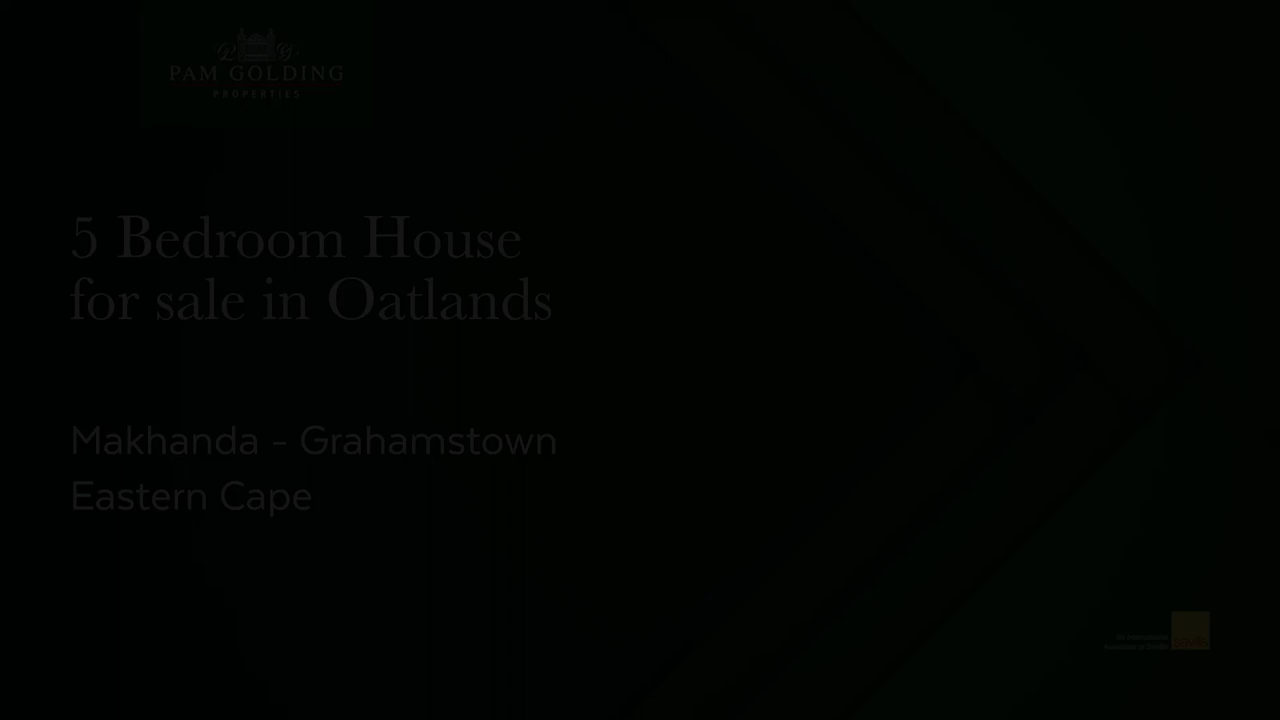 PAM GOLDING
PROPERTIES
5 Bedroom House
for sale in Oatlands
Makhanda - Grahamstown
Eastern Cape